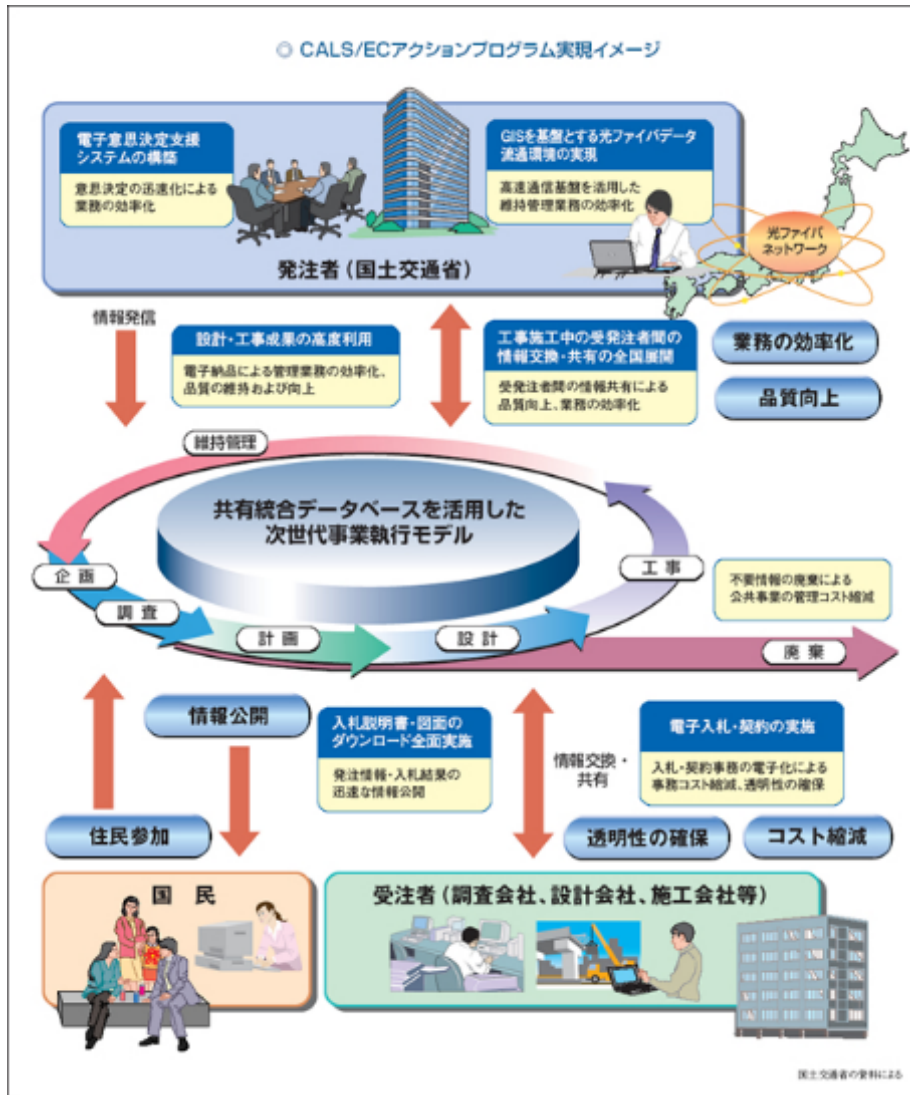 ◎ CALS/ECアクションプログラム実現イメージ
電子意思決定支援
システムの構築
意思決定の迅速化による
業務の効率化
GISを基盤とする光ファイバデータ
流通環境の実現
高速通信基盤を活用した
維持管理業務の効率化
光ファイバ
ネットワーク
発注者(国土交通省)
情報発信
設計・工事成果の高度利用
電子納品による管理業務の効率化、
品質の維持および向上
工事施工中の受発注者間の
情報交換・共有の全国展開
受発注者間の情報共有による
品質向上、業務の効率化
業務の効率化
品質向上
維持管理
共有統合データベースを活用した
次世代事業執行モデル
企画
調査
計画
設計
工事
不要情報の廃棄による
公共事業の管理コスト縮減
廃棄
情報公開
入札説明書・図面の
ダウンロード全面実施
発注情報・入札結果の
迅速な情報公開
情報交換・
共有
電子入札・契約の実施
入札・契約事務の電子化による
事務コスト縮減、透明性の確保
住民参加
透明性の確保
コスト縮減
国民
受注者(調査会社、設計会社、施工会社等)
国土交通省の資料による